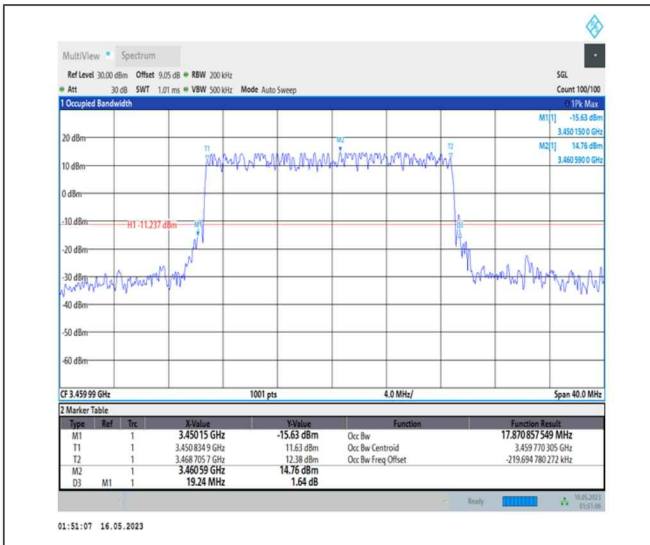 MultiView Spectrum
Ref Level 30.00 dBm Offset 9.05 dB RBW 200 kHz SGL
Att 30 dB SWT 1.01 ms VBW 500 kHz Mode Auto Sweep Count 100/100
1 Occupied Bandwidth 1Pk Max
M1[1] -15.63 dBm
3.450 150 0 GHz
M2[1] 14.76 dBm
3.460 590 0 GHz
20 dBm
T1 M2 T2
10 dBm
0 dBm
-10 dBm
H1 -11.237 dBm M1 D3
-20 dBm
-30 dBm
-40 dBm
-50 dBm
-60 dBm
CF 3.459 99 GHz 1001 pts 4.0 MHz/ Span 40.0 MHz
2 Marker Table
Type Ref Trc X-Value Y-Value Function Function Result
M1 1 3.45015 GHz -15.63 dBm Occ Bw 17.870 857 549 MHz
T1 1 3.450 834 9 GHz 11.63 dBm Occ Bw Centroid 3.459 770 305 GHz
T2 1 3.468 705 7 GHz 12.38 dBm Occ Bw Freq Offset -219.694 780 272 kHz
M2 1 3.46059 GHz 14.76 dBm
D3 M1 1 19.24 MHz 1.64 dB
Ready 16.05.2023
01:51:06
01:51:07 16.05.2023